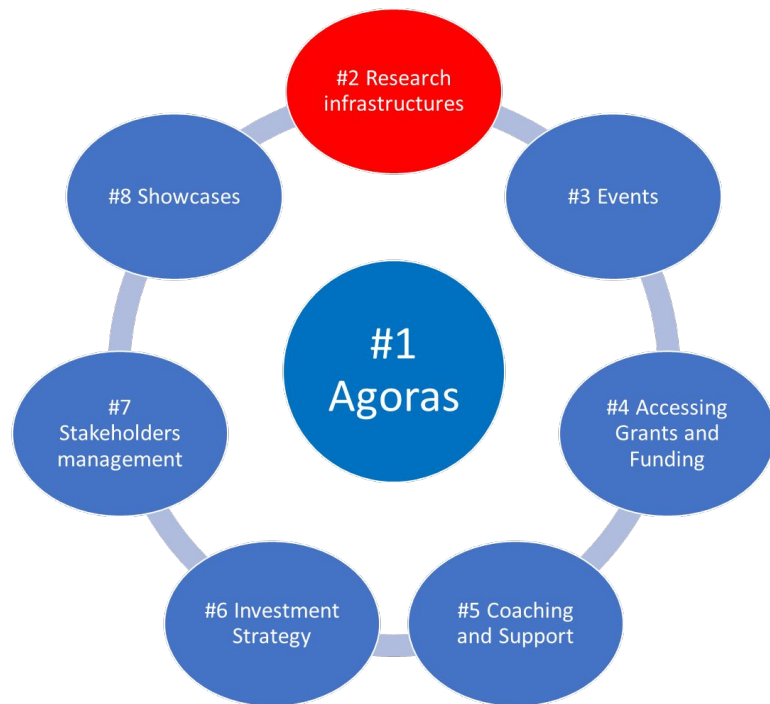 #2 Research
infrastructures
#3 Events
#4 Accessing
Grants and
Funding
#5 Coaching
and Support
#6 Investment
Strategy
#7
Stakeholders
management
#8 Showcases
#1
Agoras